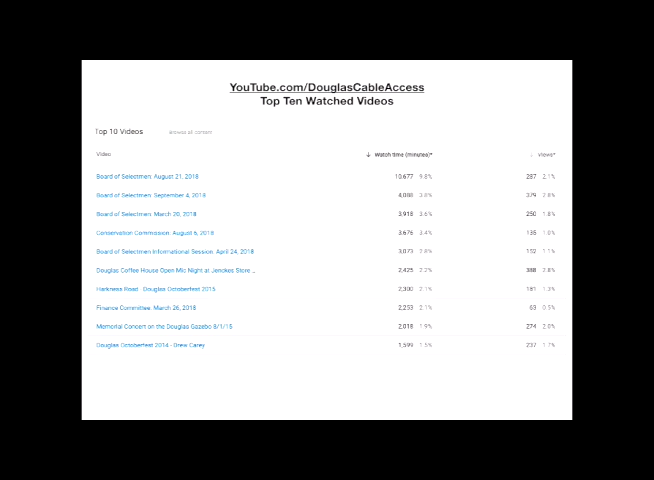 YouTube.com/DouglasCableAccess
Top Ten Watched Videos
Top 10 Videos Browse all content
Video ↓ Watch time (minutes)* ↓ Views*
Board of Selectmen: August 21, 2018 10,677 9.8% 287 2.1%
Board of Selectmen: September 4, 2018 4,088 3.8% 379 2.8%
Board of Selectmen: March 20, 2018 3,918 3.6% 250 1.8%
Conservation Commission: August 6, 2018 3,676 3.4% 135 1.0%
Board of Selectmen Informational Session: April 24, 2018 3,073 2.8% 152 1.1%
Douglas Coffee House Open Mic Night at Jenckes Store ... 2,425 2.2% 388 2.8%
Harkness Road - Douglas Octoberfest 2015 2,300 2.1% 181 1.3%
Finance Committee: March 26, 2018 2,253 2.1% 63 0.5%
Memorial Concert on the Douglas Gazebo 8/1/15 2,018 1.9% 274 2.0%
Douglas Octoberfest 2014 - Drew Carey 1,599 1.5% 237 1.7%